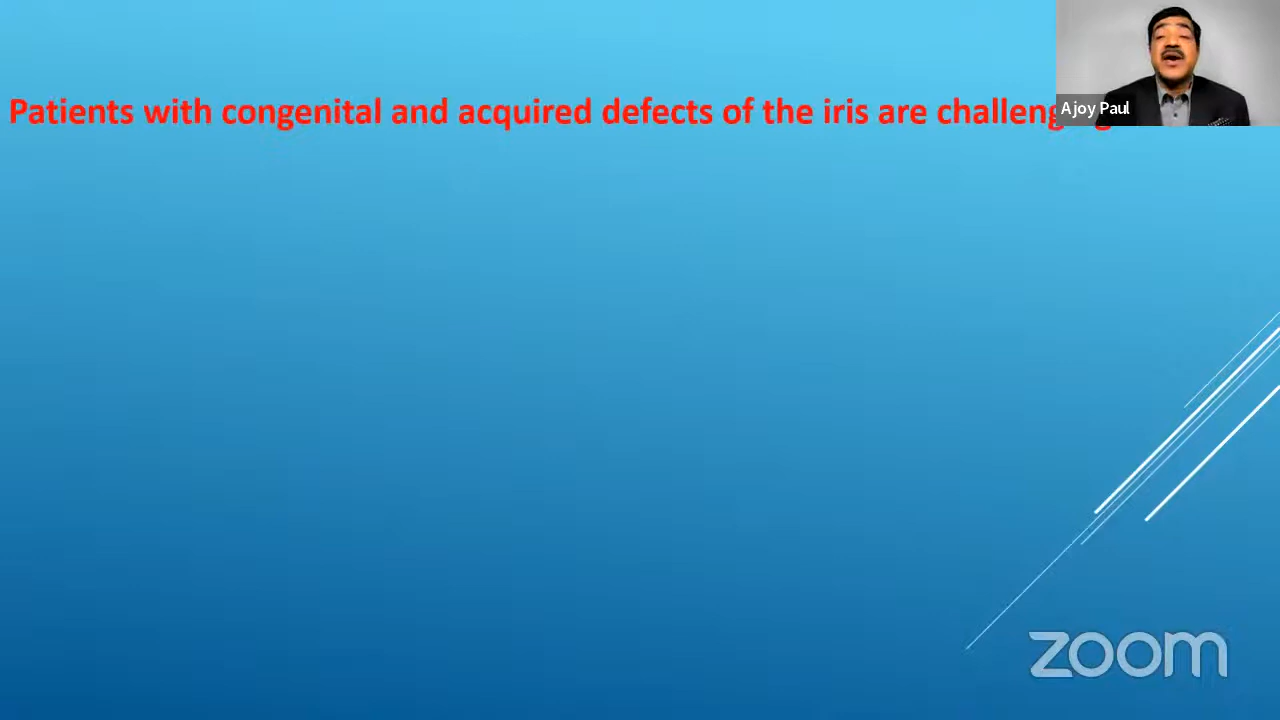 Patients with congenital and acquired defects of the iris are challenging
Ajoy Paul
zoom